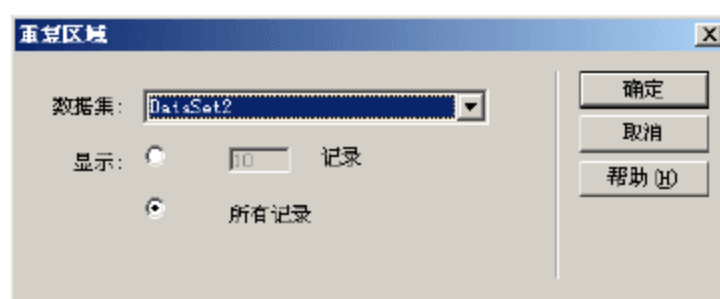 重复区域
数据集: DataSet2
显示: 10 记录
所有记录
确定
取消
帮助(H)